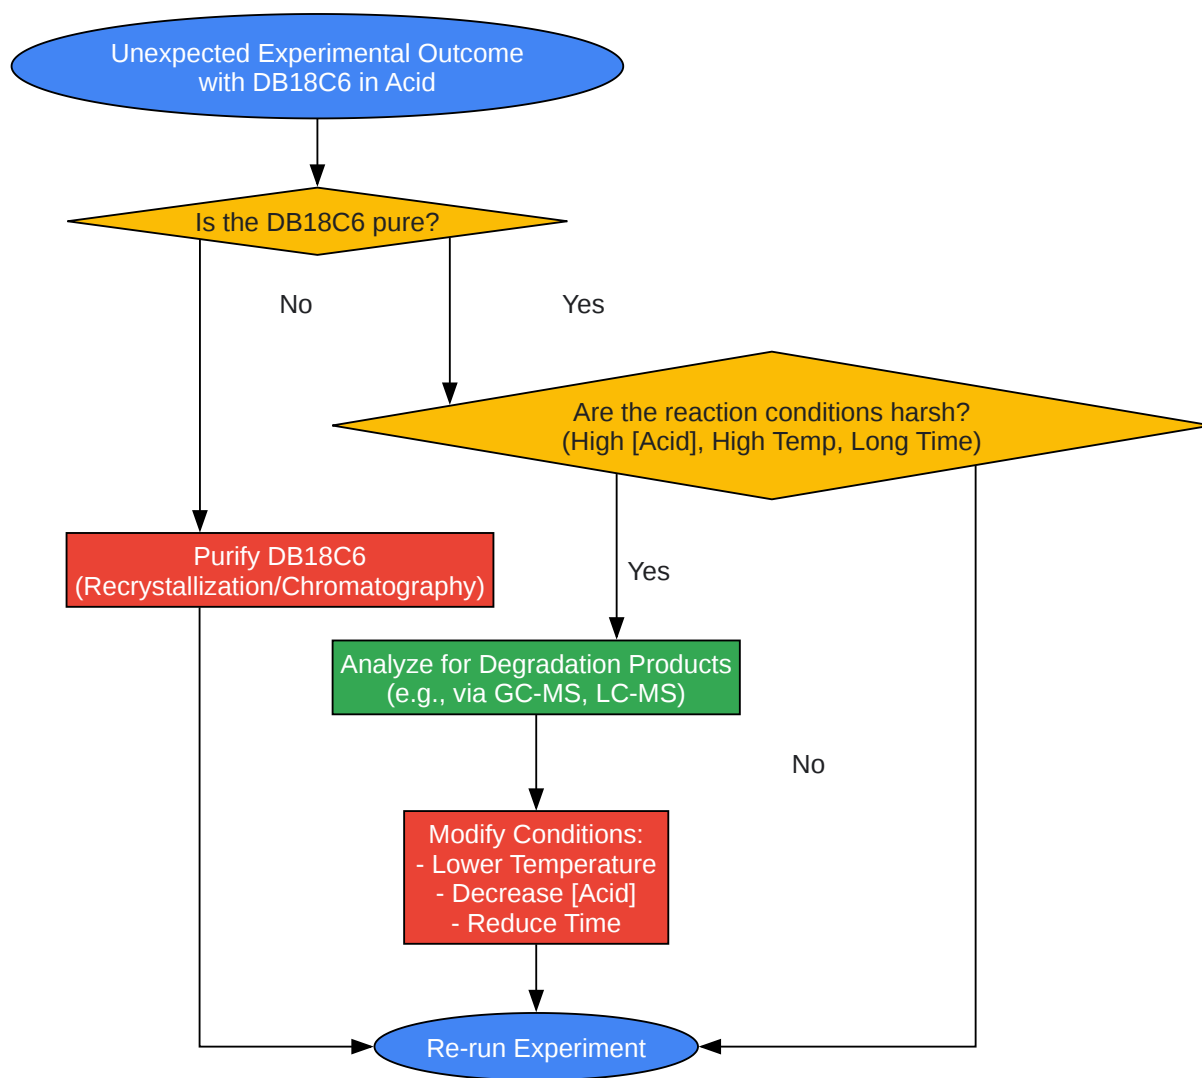 Unexpected Experimental Outcome
with DB18C6 in Acid
Is the DB18C6 pure?
No
Yes
Are the reaction conditions harsh?
(High [Acid], High Temp, Long Time)
Purify DB18C6
(Recrystallization/Chromatography)
Yes
Analyze for Degradation Products
(e.g., via GC-MS, LC-MS)
No
Modify Conditions:
- Lower Temperature
- Decrease [Acid]
- Reduce Time
Re-run Experiment